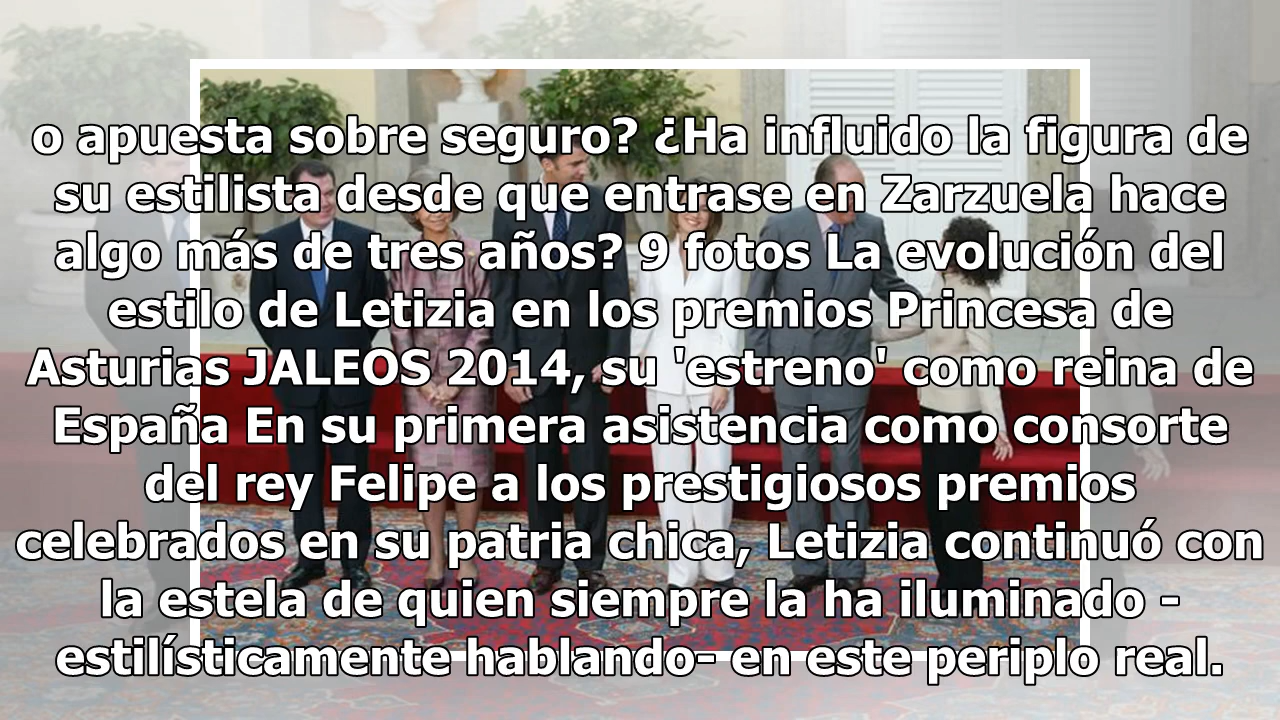 o apuesta sobre seguro? ¿Ha influido la figura de
su estilista desde que entrase en Zarzuela hace
algo más de tres años? 9 fotos La evolución del
estilo de Letizia en los premios Princesa de
Asturias JALEOS 2014, su 'estreno' como reina de
España En su primera asistencia como consorte
del rey Felipe a los prestigiosos premios
celebrados en su patria chica, Letizia continuó con
la estela de quien siempre la ha iluminado -
estilísticamente hablando- en este periplo real.